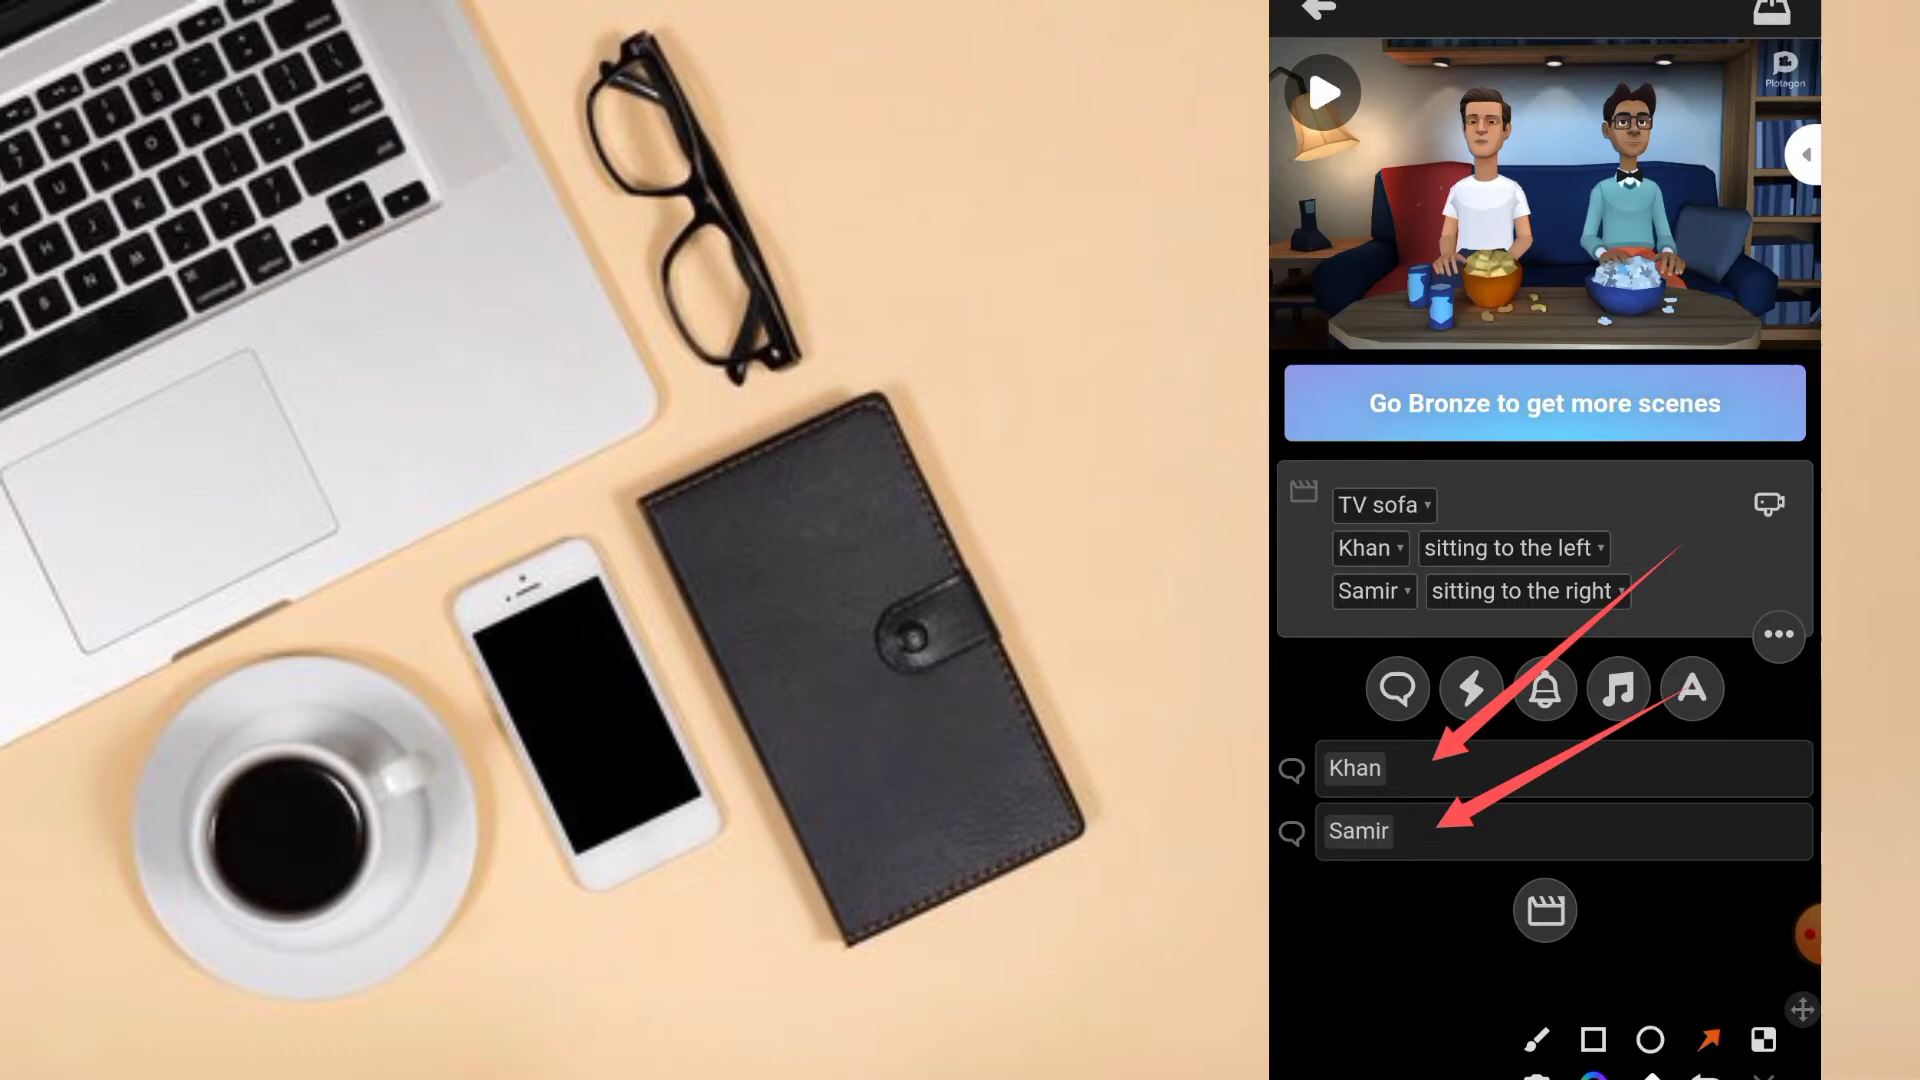 Plotagon
Go Bronze to get more scenes
TV sofa
Khan sitting to the left
Samir sitting to the right
Khan
Samir